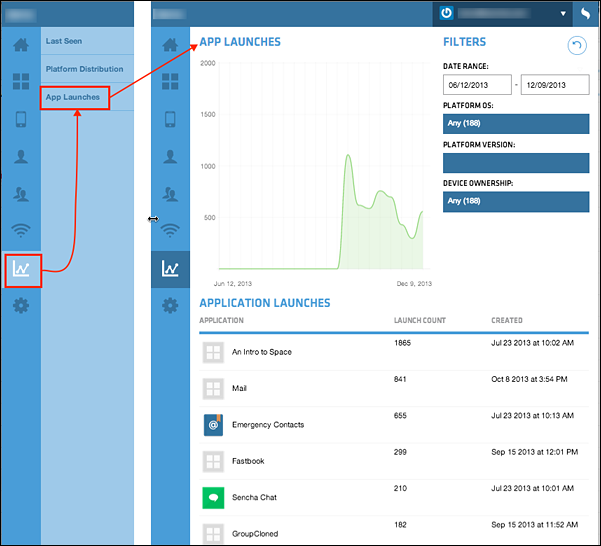 Last Seen
Platform Distribution
App Launches
APP LAUNCHES
2000
1500
1000
500
Jun 12, 2013
Dec 9, 2013
FILTERS
DATE RANGE:
06/12/2013 - 12/09/2013
PLATFORM OS:
Any (188)
PLATFORM VERSION:
DEVICE OWNERSHIP:
Any (188)
APPLICATION LAUNCHES
APPLICATION LAUNCH COUNT CREATED
An Intro to Space 1865 Jul 23 2013 at 10:02 AM
Mail 841 Oct 8 2013 at 3:54 PM
Emergency Contacts 655 Jul 23 2013 at 10:13 AM
Fastbook 299 Sep 15 2013 at 12:01 PM
Sencha Chat 210 Jul 23 2013 at 10:01 AM
GroupCloned 182 Sep 15 2013 at 11:52 AM